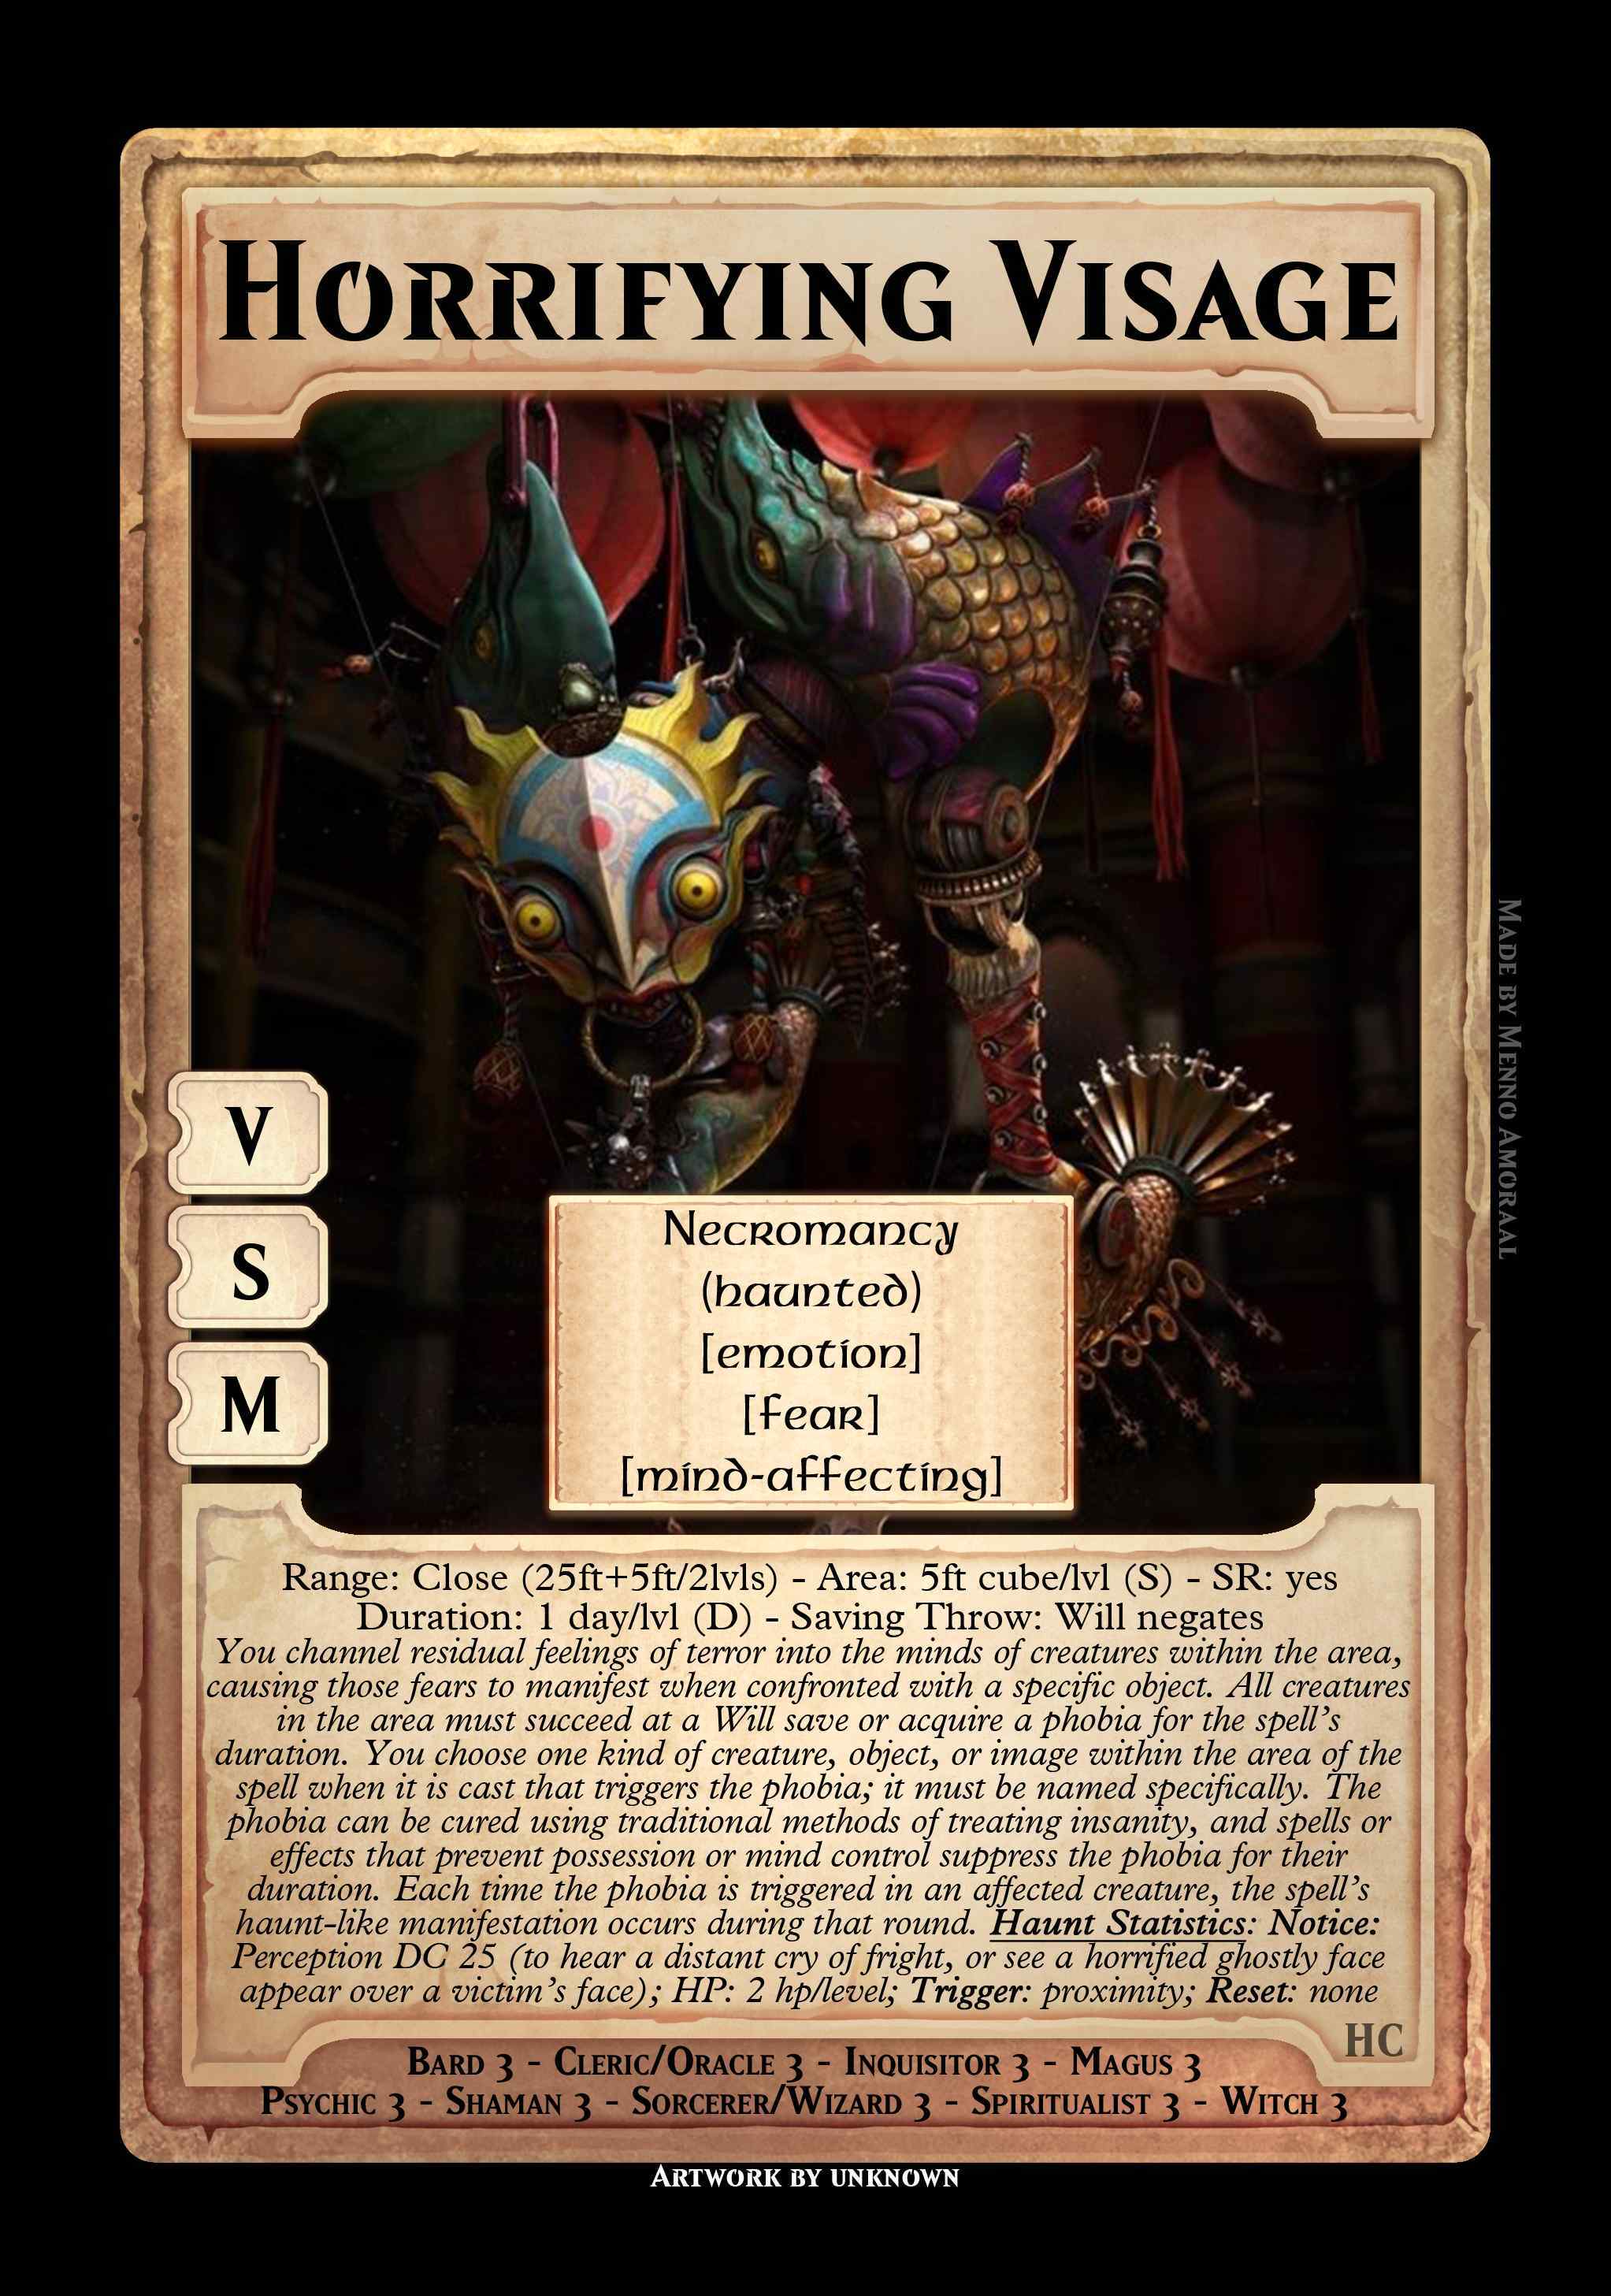 Horrifying Visage
V
S
M
Necromancy
(haunted)
[emotion]
[fear]
[mind-affecting]
Range: Close (25ft+5ft/2lvls) - Area: 5ft cube/lvl (S) - SR: yes
Duration: 1 day/lvl (D) - Saving Throw: Will negates
You channel residual feelings of terror into the minds of creatures within the area,
causing those fears to manifest when confronted with a specific object. All creatures
in the area must succeed at a Will save or acquire a phobia for the spell's
duration. You choose one kind of creature, object, or image within the area of the
spell when it is cast that triggers the phobia; it must be named specifically. The
phobia can be cured using traditional methods of treating insanity, and spells or
effects that prevent possession or mind control suppress the phobia for their
duration. Each time the phobia is triggered in an affected creature, the spell's
haunt-like manifestation occurs during that round. Haunt Statistics: Notice:
Perception DC 25 (to hear a distant cry of fright, or see a horrified ghostly face
appear over a victim's face); HP: 2 hp/level; Trigger: proximity; Reset: none
HC
Bard 3 - Cleric/Oracle 3 - Inquisitor 3 - Magus 3
Psychic 3 - Shaman 3 - Sorcerer/Wizard 3 - Spiritualist 3 - Witch 3
Artwork by unknown
Made by Menno Amoraal